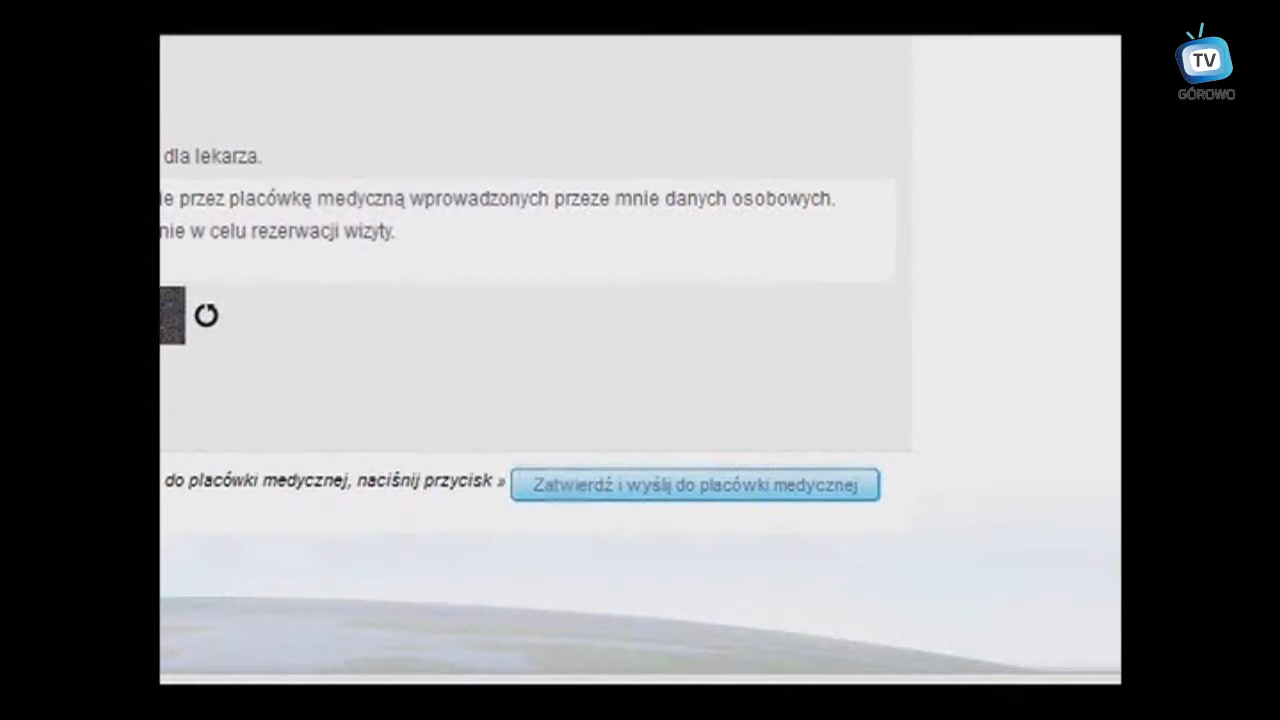 TV
GÓROWO
dla lekarza.
ie przez placówkę medyczną wprowadzonych przeze mnie danych osobowych.
nie w celu rezerwacji wizyty.
do placówki medycznej, naciśnij przycisk »
Zatwierdź i wyślij do placówki medycznej